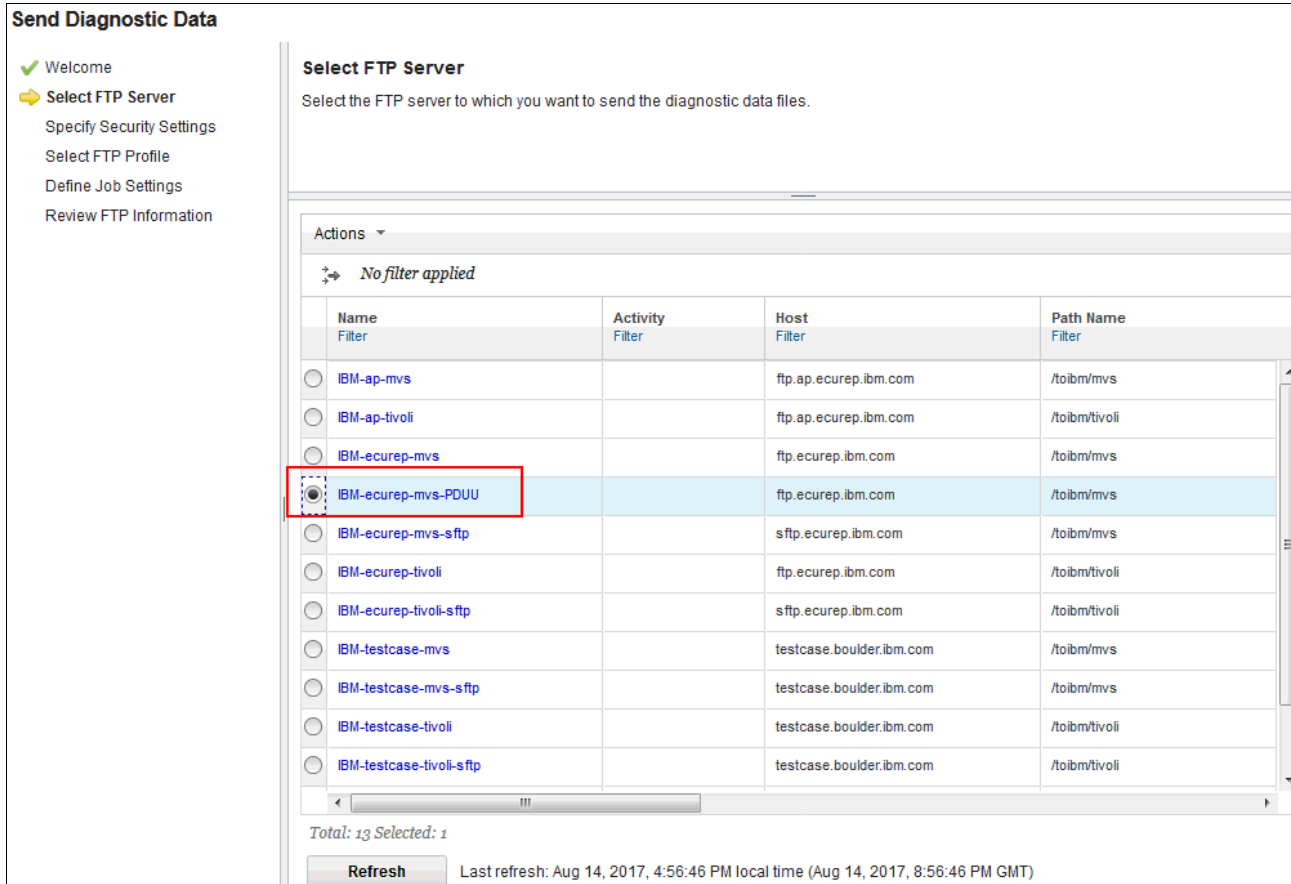 Send Diagnostic Data
Welcome
Select FTP Server
Specify Security Settings
Select FTP Profile
Define Job Settings
Review FTP Information
Select FTP Server
Select the FTP server to which you want to send the diagnostic data files.
Actions
No filter applied
Name Activity Host Path Name
Filter Filter Filter Filter
IBM-ap-mvs ftp.ap.ecurep.ibm.com /toibm/mvs
IBM-ap-tivoli ftp.ap.ecurep.ibm.com /toibm/tivoli
IBM-ecurep-mvs ftp.ecurep.ibm.com /toibm/mvs
IBM-ecurep-mvs-PDUU ftp.ecurep.ibm.com /toibm/mvs
IBM-ecurep-mvs-sftp sftp.ecurep.ibm.com /toibm/mvs
IBM-ecurep-tivoli ftp.ecurep.ibm.com /toibm/tivoli
IBM-ecurep-tivoli-sftp sftp.ecurep.ibm.com /toibm/tivoli
IBM-testcase-mvs testcase.boulder.ibm.com /toibm/mvs
IBM-testcase-mvs-sftp testcase.boulder.ibm.com /toibm/mvs
IBM-testcase-tivoli testcase.boulder.ibm.com /toibm/tivoli
IBM-testcase-tivoli-sftp testcase.boulder.ibm.com /toibm/tivoli
Total: 13 Selected: 1
Refresh Last refresh: Aug 14, 2017, 4:56:46 PM local time (Aug 14, 2017, 8:56:46 PM GMT)